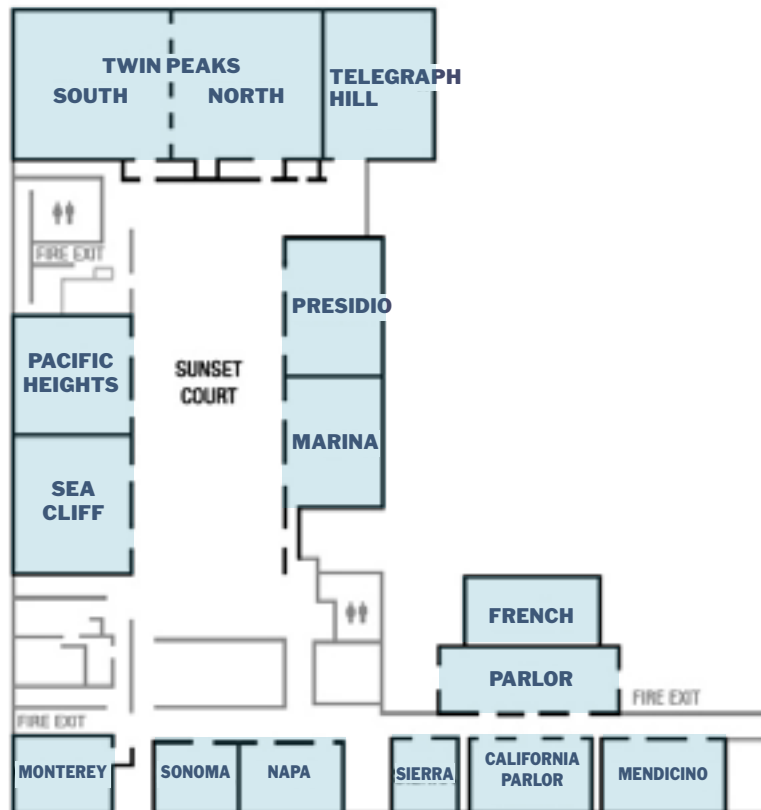 TWIN PEAKS
SOUTH NORTH
TELEGRAPH
HILL
FIRE EXIT
PRESIDIO
PACIFIC
HEIGHTS
SUNSET
COURT
MARINA
SEA
CLIFF
FRENCH
PARLOR
FIRE EXIT
FIRE EXIT
MONTEREY
SONOMA
NAPA
SIERRA
CALIFORNIA
PARLOR
MENDICINO